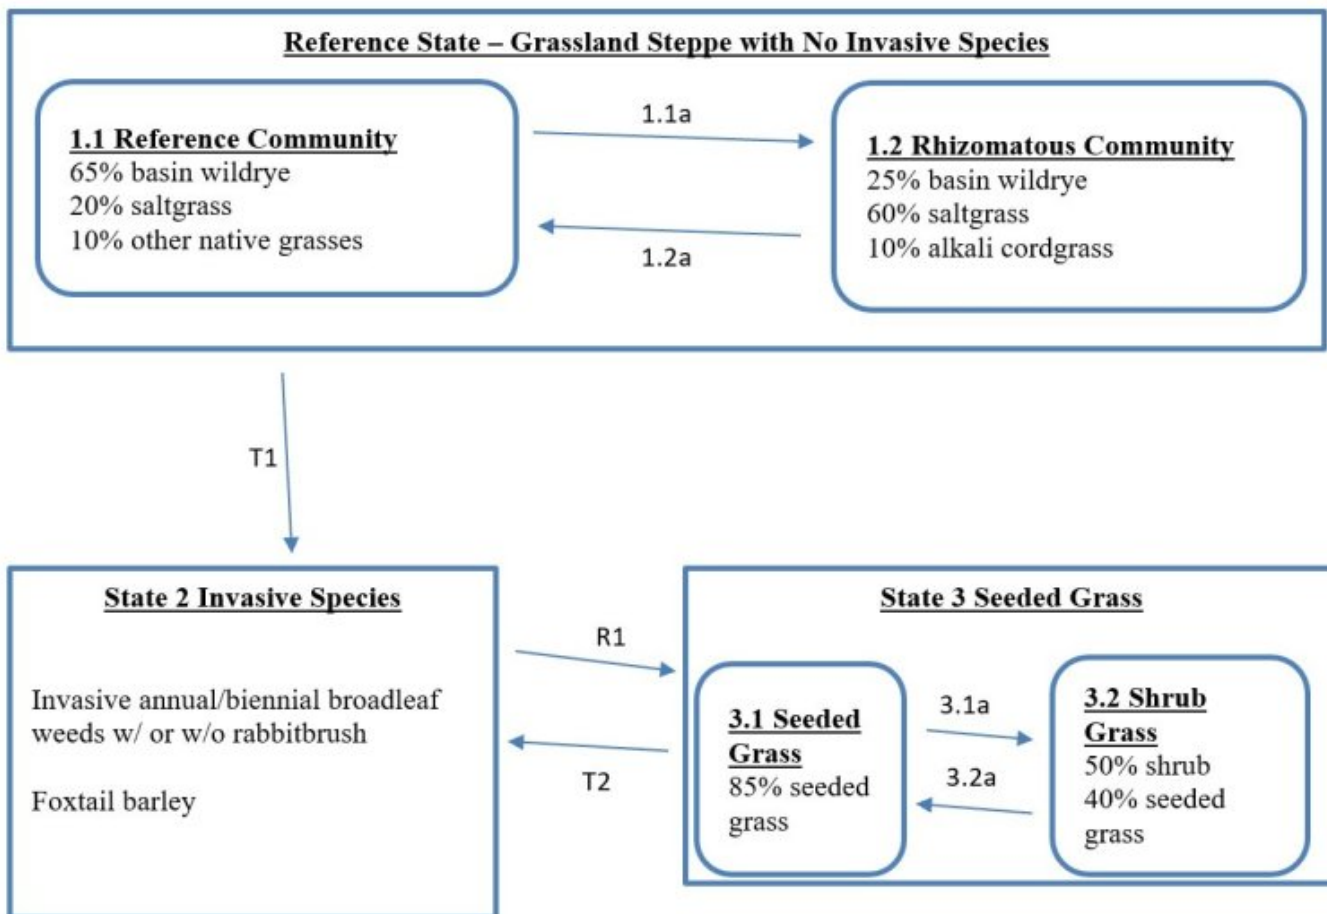 Reference State – Grassland Steppe with No Invasive Species
1.1 Reference Community
65% basin wildrye
20% saltgrass
10% other native grasses
1.1a
1.2a
1.2 Rhizomatous Community
25% basin wildrye
60% saltgrass
10% alkali cordgrass
T1
State 2 Invasive Species
Invasive annual/biennial broadleaf
weeds w/ or w/o rabbitbrush
Foxtail barley
R1
T2
State 3 Seeded Grass
3.1 Seeded
Grass
85% seeded
grass
3.1a
3.2a
3.2 Shrub
Grass
50% shrub
40% seeded
grass